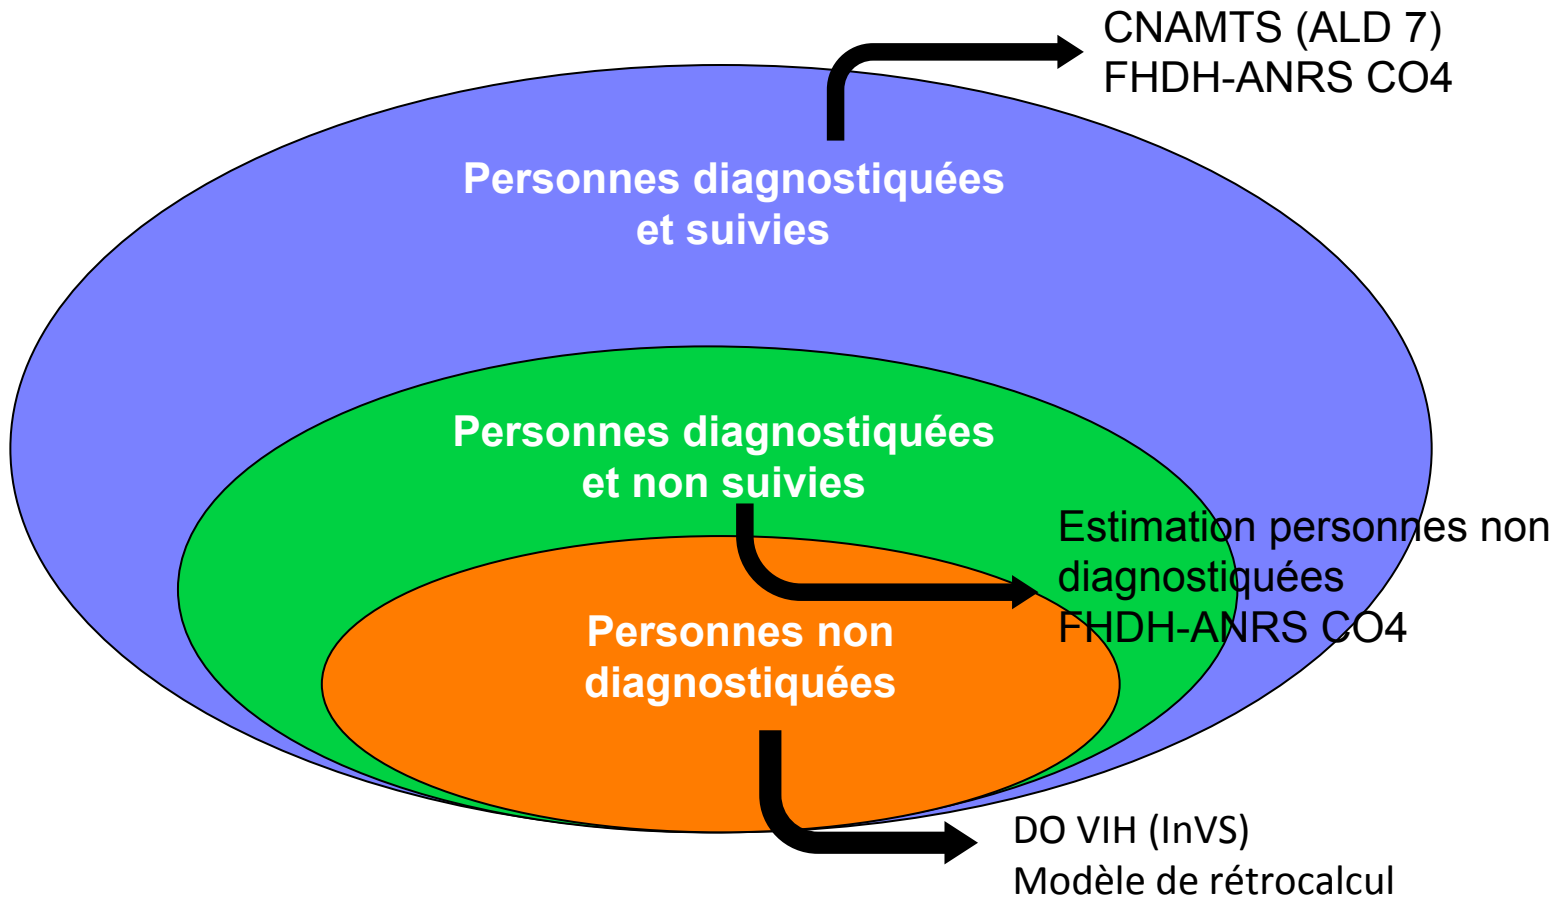 CNAMTS (ALD 7)
FHDH-ANRS CO4
Personnes diagnostiquées
et suivies
Personnes diagnostiquées
et non suivies
Estimation personnes non
diagnostiquées
FHDH-ANRS CO4
Personnes non
diagnostiquées
DO VIH (InVS)
Modèle de rétrocalcul